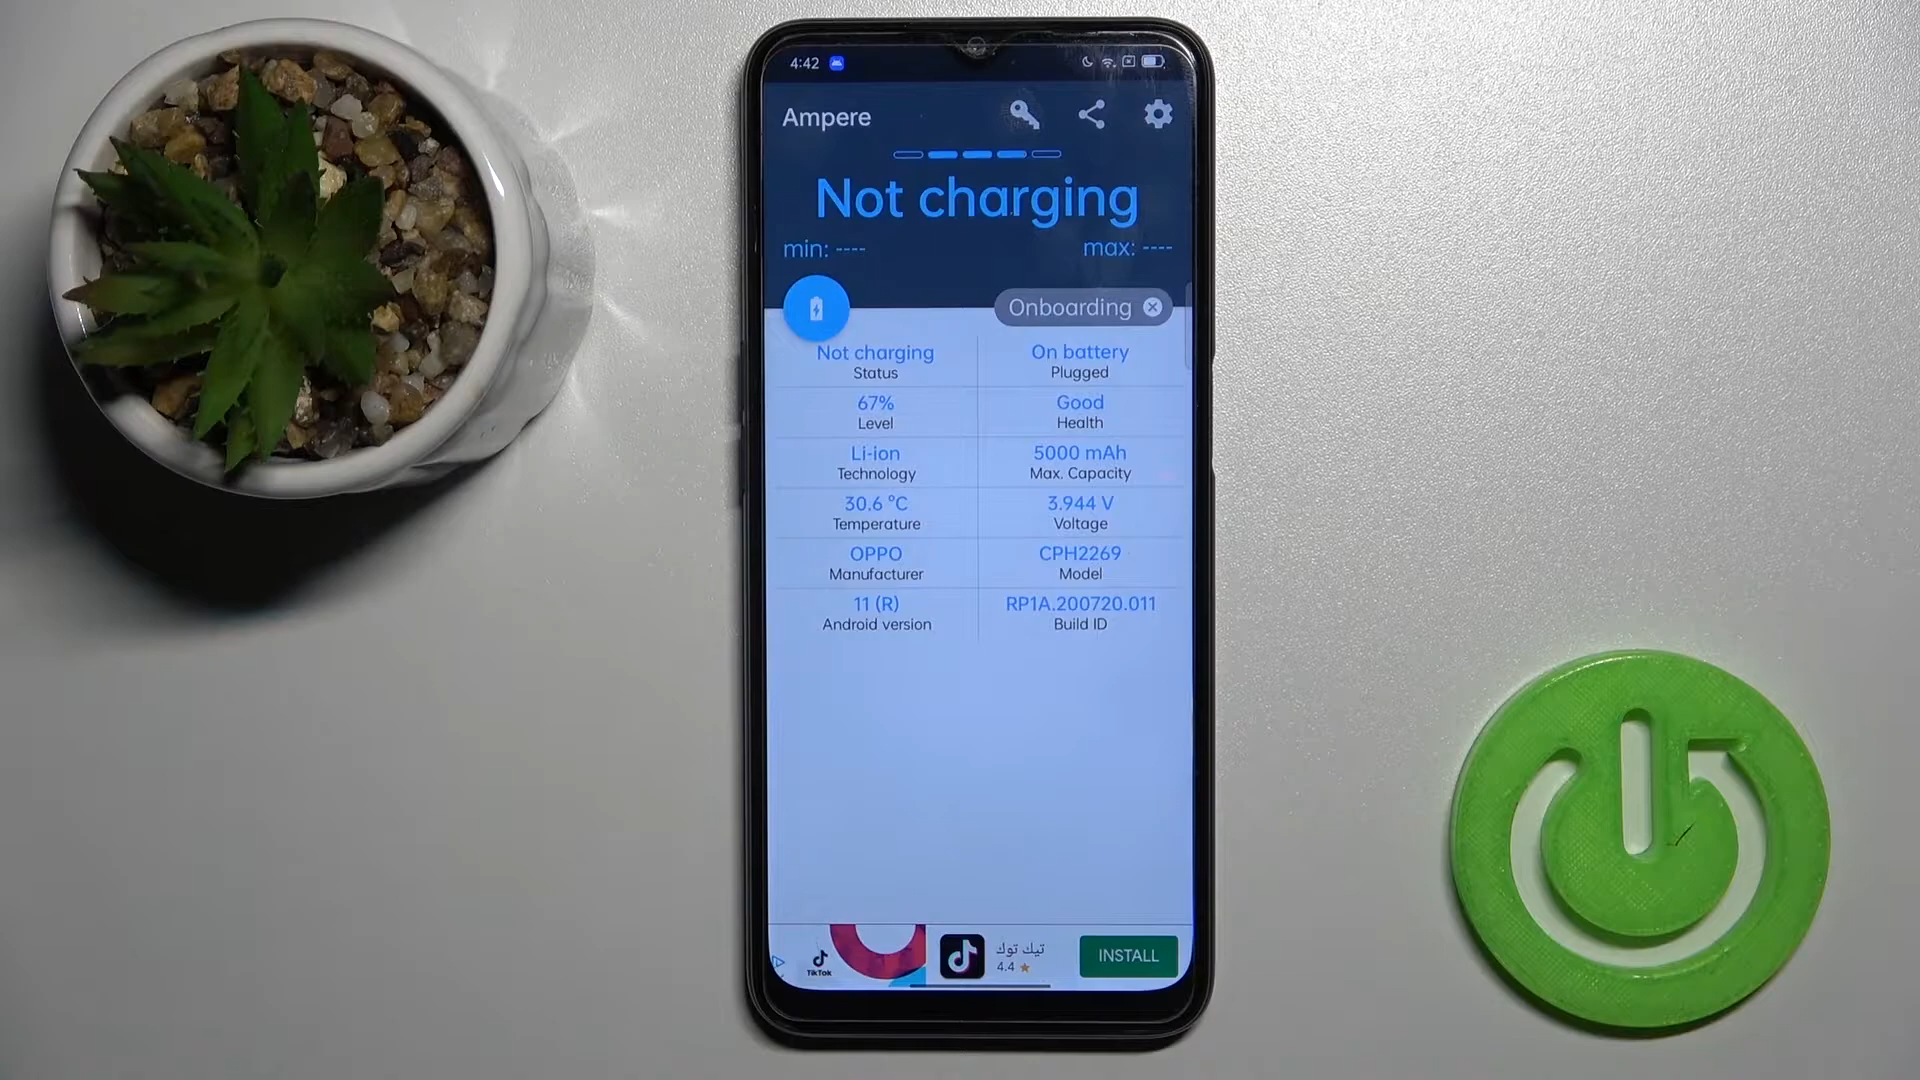 4:42
Ampere
Not charging
min: ----
max: ----
Onboarding
Not charging
Status
On battery
Plugged
67%
Level
Good
Health
Li-ion
Technology
5000 mAh
Max. Capacity
30.6 °C
Temperature
3.944 V
Voltage
OPPO
Manufacturer
CPH2269
Model
11 (R)
Android version
RP1A.200720.011
Build ID
TikTok
تيك توك
4.4 ★
INSTALL